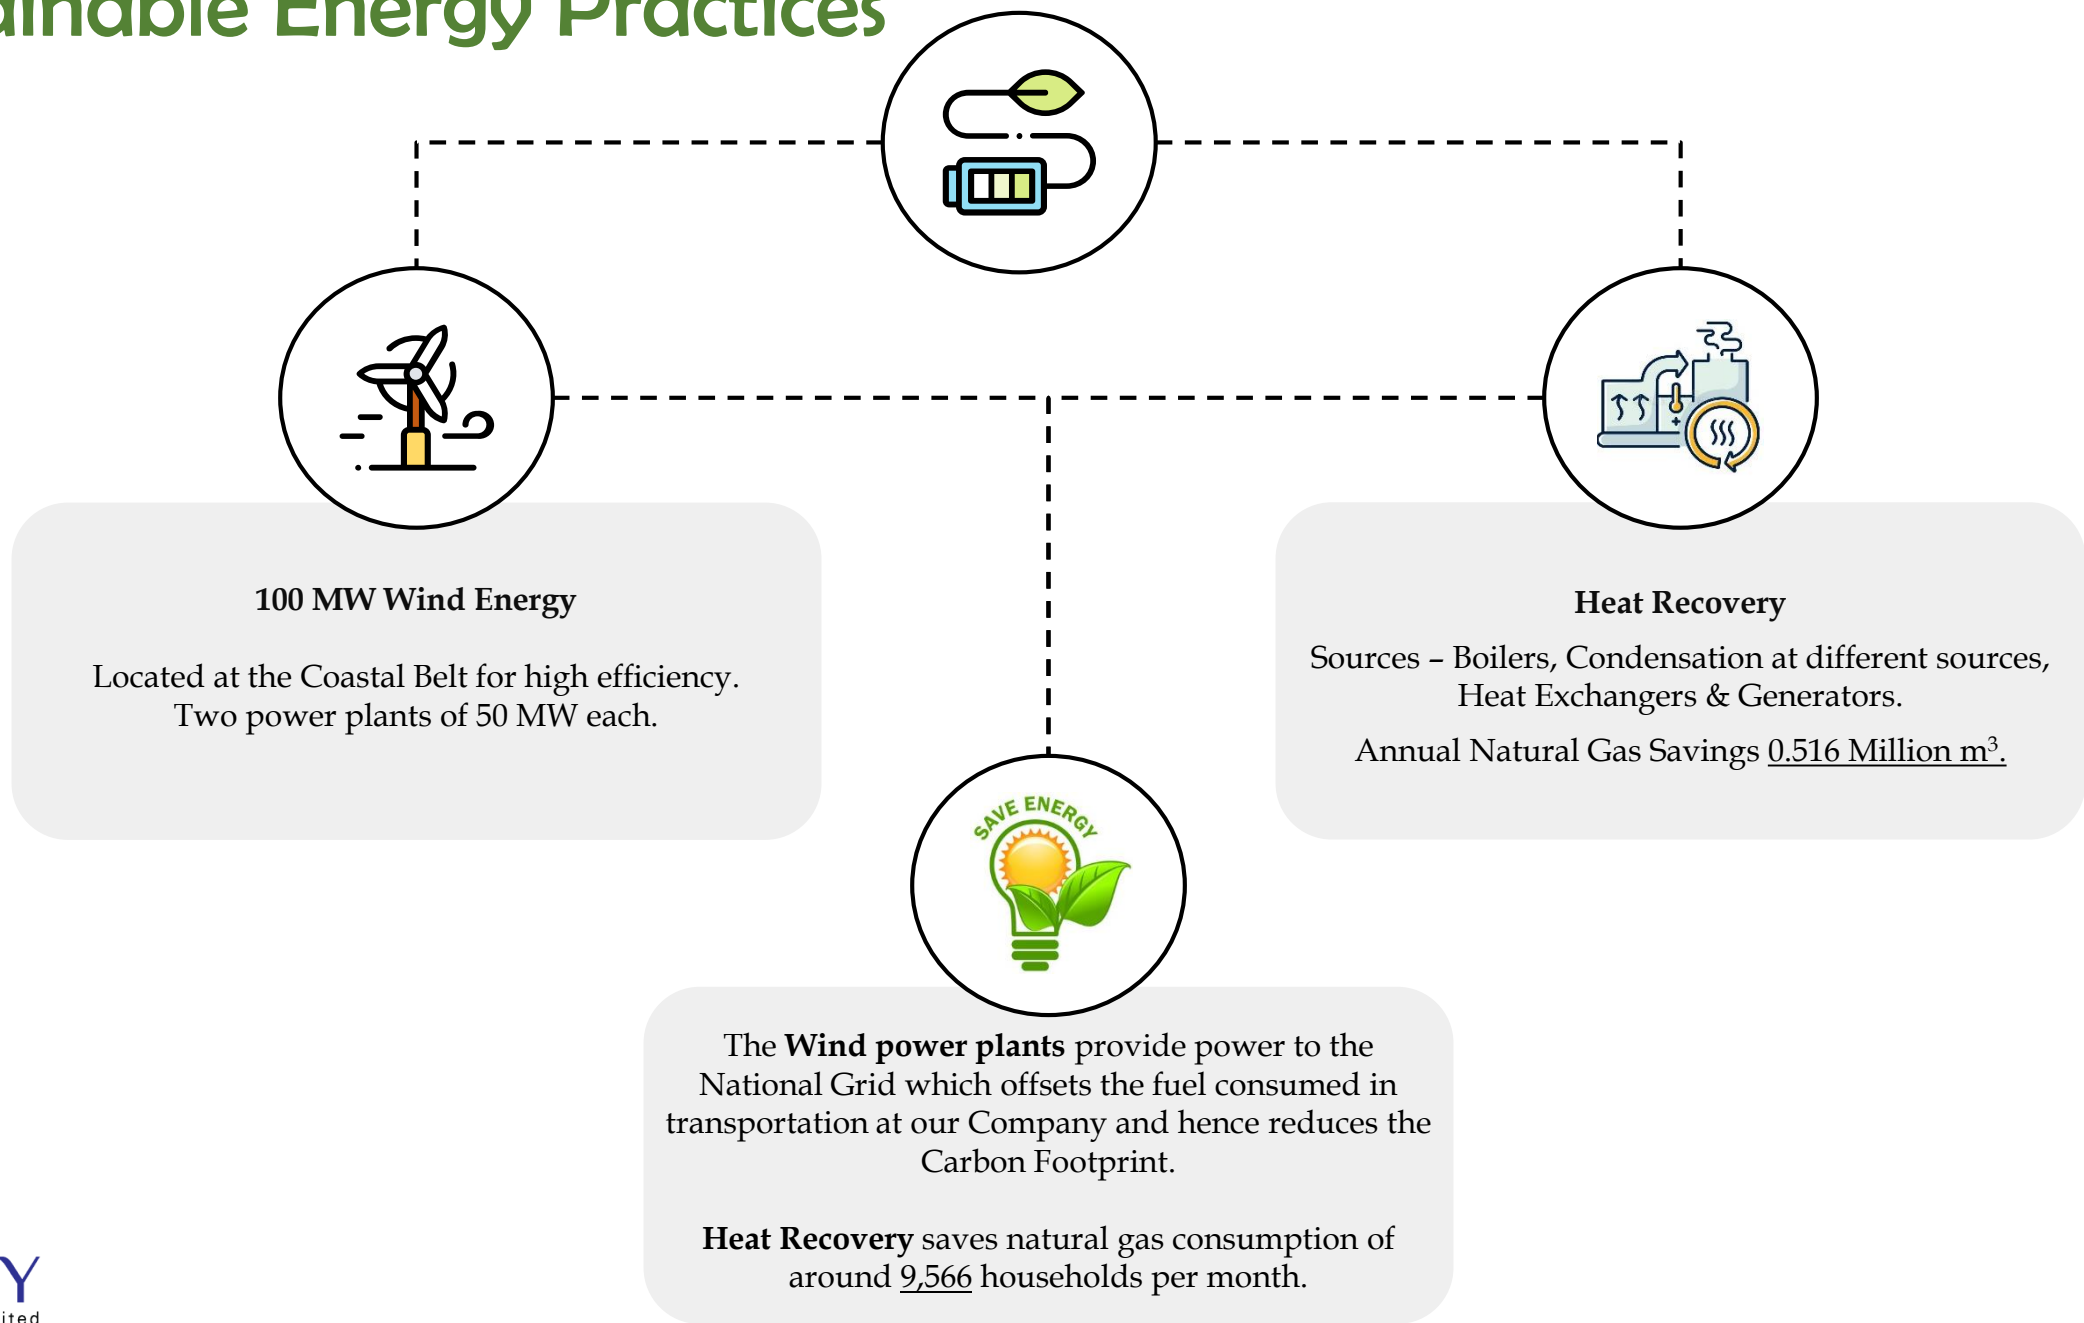 ainable Energy Practices
100 MW Wind Energy
Located at the Coastal Belt for high efficiency.
Two power plants of 50 MW each.
Heat Recovery
Sources – Boilers, Condensation at different sources,
Heat Exchangers & Generators.
Annual Natural Gas Savings 0.516 Million m³.
SAVE ENERGY
The Wind power plants provide power to the
National Grid which offsets the fuel consumed in
transportation at our Company and hence reduces the
Carbon Footprint.
Heat Recovery saves natural gas consumption of
around 9,566 households per month.
Y
ited